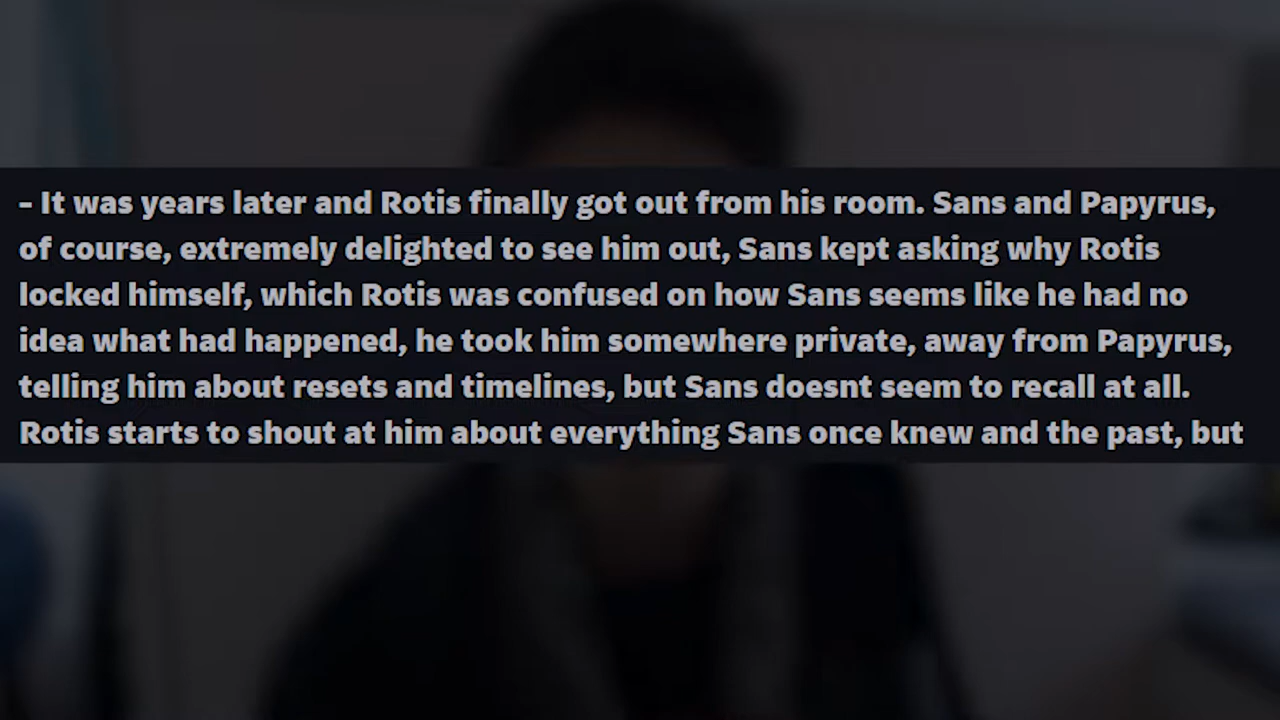 – It was years later and Rotis finally got out from his room. Sans and Papyrus,
of course, extremely delighted to see him out, Sans kept asking why Rotis
locked himself, which Rotis was confused on how Sans seems like he had no
idea what had happened, he took him somewhere private, away from Papyrus,
telling him about resets and timelines, but Sans doesnt seem to recall at all.
Rotis starts to shout at him about everything Sans once knew and the past, but